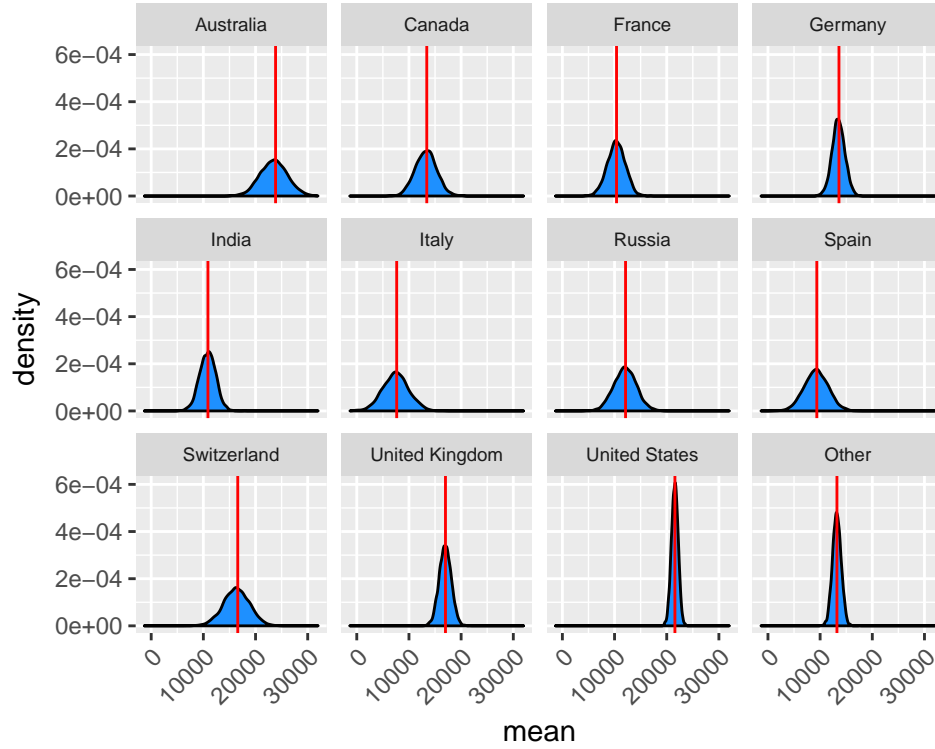 Australia Canada France Germany
6e−04
4e−04
2e−04
0e+00
India Italy Russia Spain
6e−04
4e−04
2e−04
0e+00
density
Switzerland United Kingdom United States Other
6e−04
4e−04
2e−04
0e+00
0 10000 20000 30000 0 10000 20000 30000 0 10000 20000 30000 0 10000 20000 30000
mean